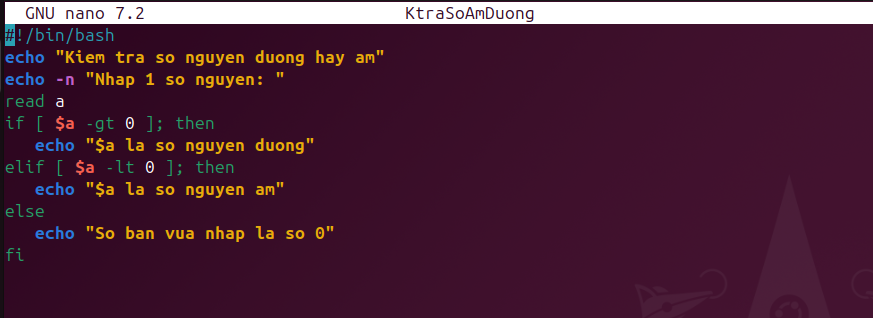 GNU nano 7.2 KtraSoAmDuong
#!/bin/bash
echo "Kiem tra so nguyen duong hay am"
echo -n "Nhap 1 so nguyen: "
read a
if [ $a -gt 0 ]; then
   echo "$a la so nguyen duong"
elif [ $a -lt 0 ]; then
   echo "$a la so nguyen am"
else
   echo "So ban vua nhap la so 0"
fi